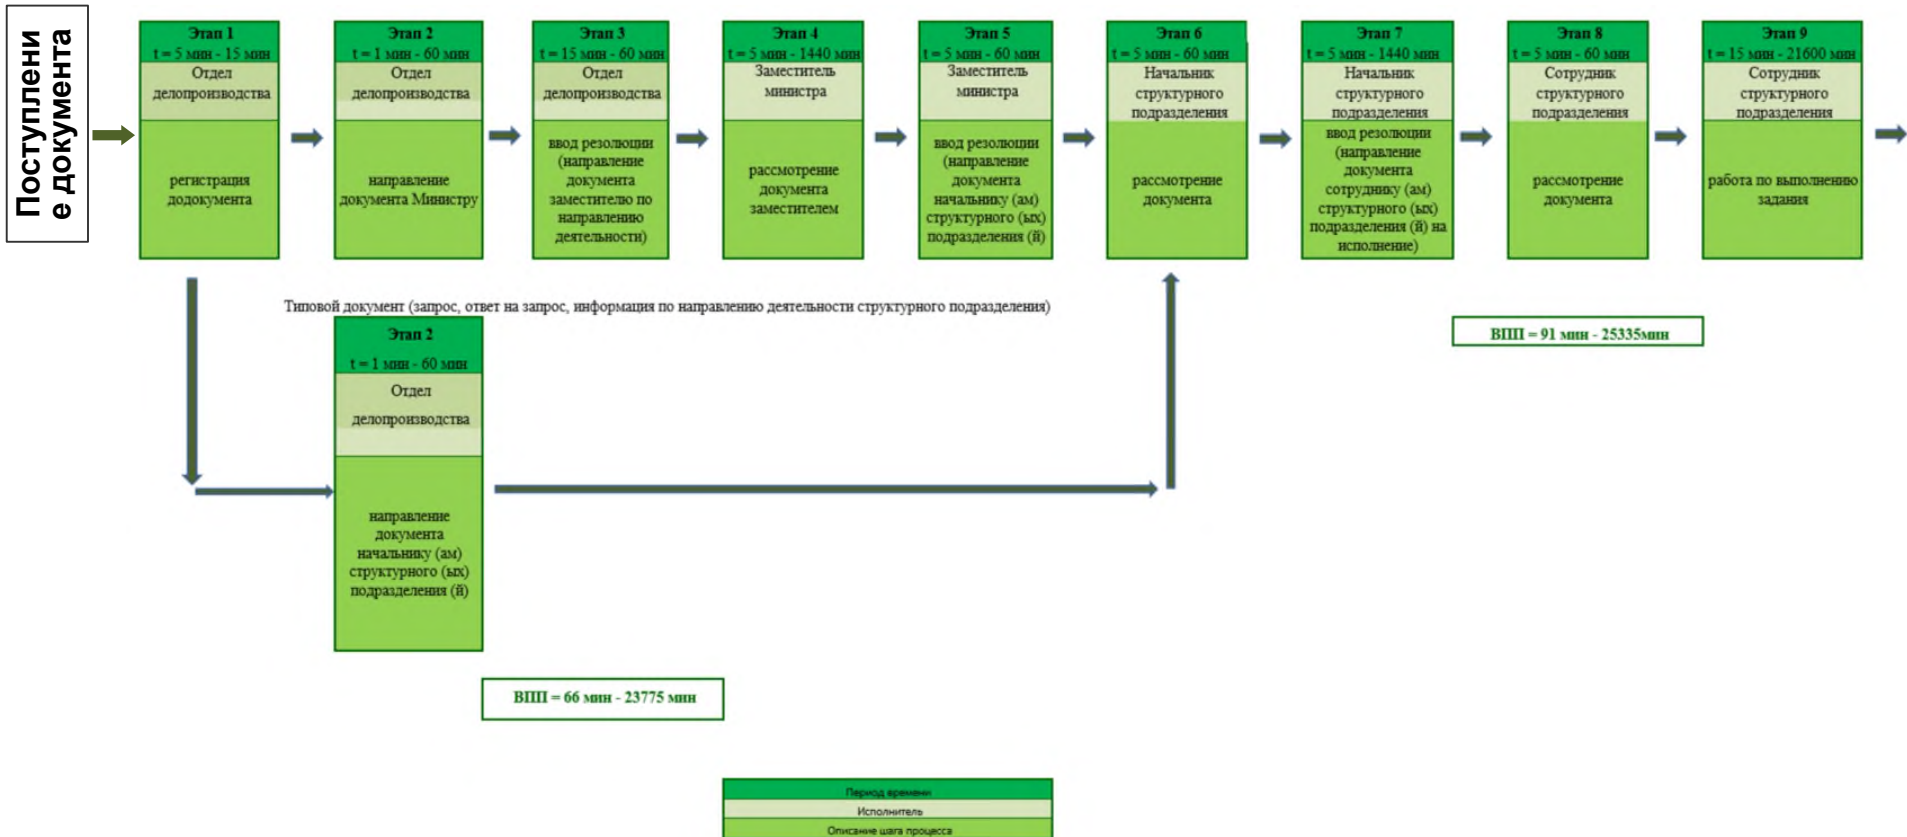 Поступлени
е документа
Этап 1
t = 5 мин - 15 мин
Отдел
делопроизводства
регистрация
додокумента
Этап 2
t = 1 мин - 60 мин
Отдел
делопроизводства
направление
документа Министру
Этап 3
t = 15 мин - 60 мин
Отдел
делопроизводства
ввод резолюции
(направление
документа
заместителю по
направлению
деятельности)
Этап 4
t = 5 мин - 1440 мин
Заместитель
министра
рассмотрение
документа
заместителем
Этап 5
t = 5 мин - 60 мин
Заместитель
министра
ввод резолюции
(направление
документа
начальнику (ам)
структурного (ых)
подразделения (й)
Этап 6
t = 5 мин - 60 мин
Начальник
структурного
подразделения
рассмотрение
документа
Этап 7
t = 5 мин - 1440 мин
Начальник
структурного
подразделения
ввод резолюции
(направление
документа
сотруднику (ам)
структурного (ых)
подразделения (й) на
исполнение)
Этап 8
t = 5 мин - 60 мин
Сотрудник
структурного
подразделения
рассмотрение
документа
Этап 9
t = 15 мин - 21600 мин
Сотрудник
структурного
подразделения
работа по выполнению
задания
Типовой документ (запрос, ответ на запрос, информация по направлению деятельности структурного подразделения)
Этап 2
t = 1 мин - 60 мин
Отдел
делопроизводства
направление
документа
начальнику (ам)
структурного (ых)
подразделения (й)
ВПП = 91 мин - 25335мин
ВПП = 66 мин - 23775 мин
Период времени
Исполнитель
Описание шага процесса